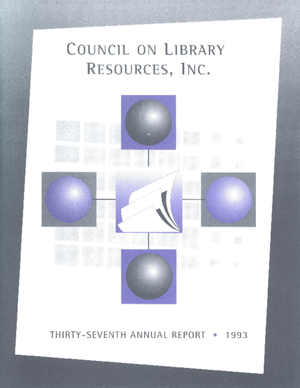 COUNCIL ON LIBRARY
RESOURCES, INC.
THIRTY-SEVENTH ANNUAL REPORT • 1993